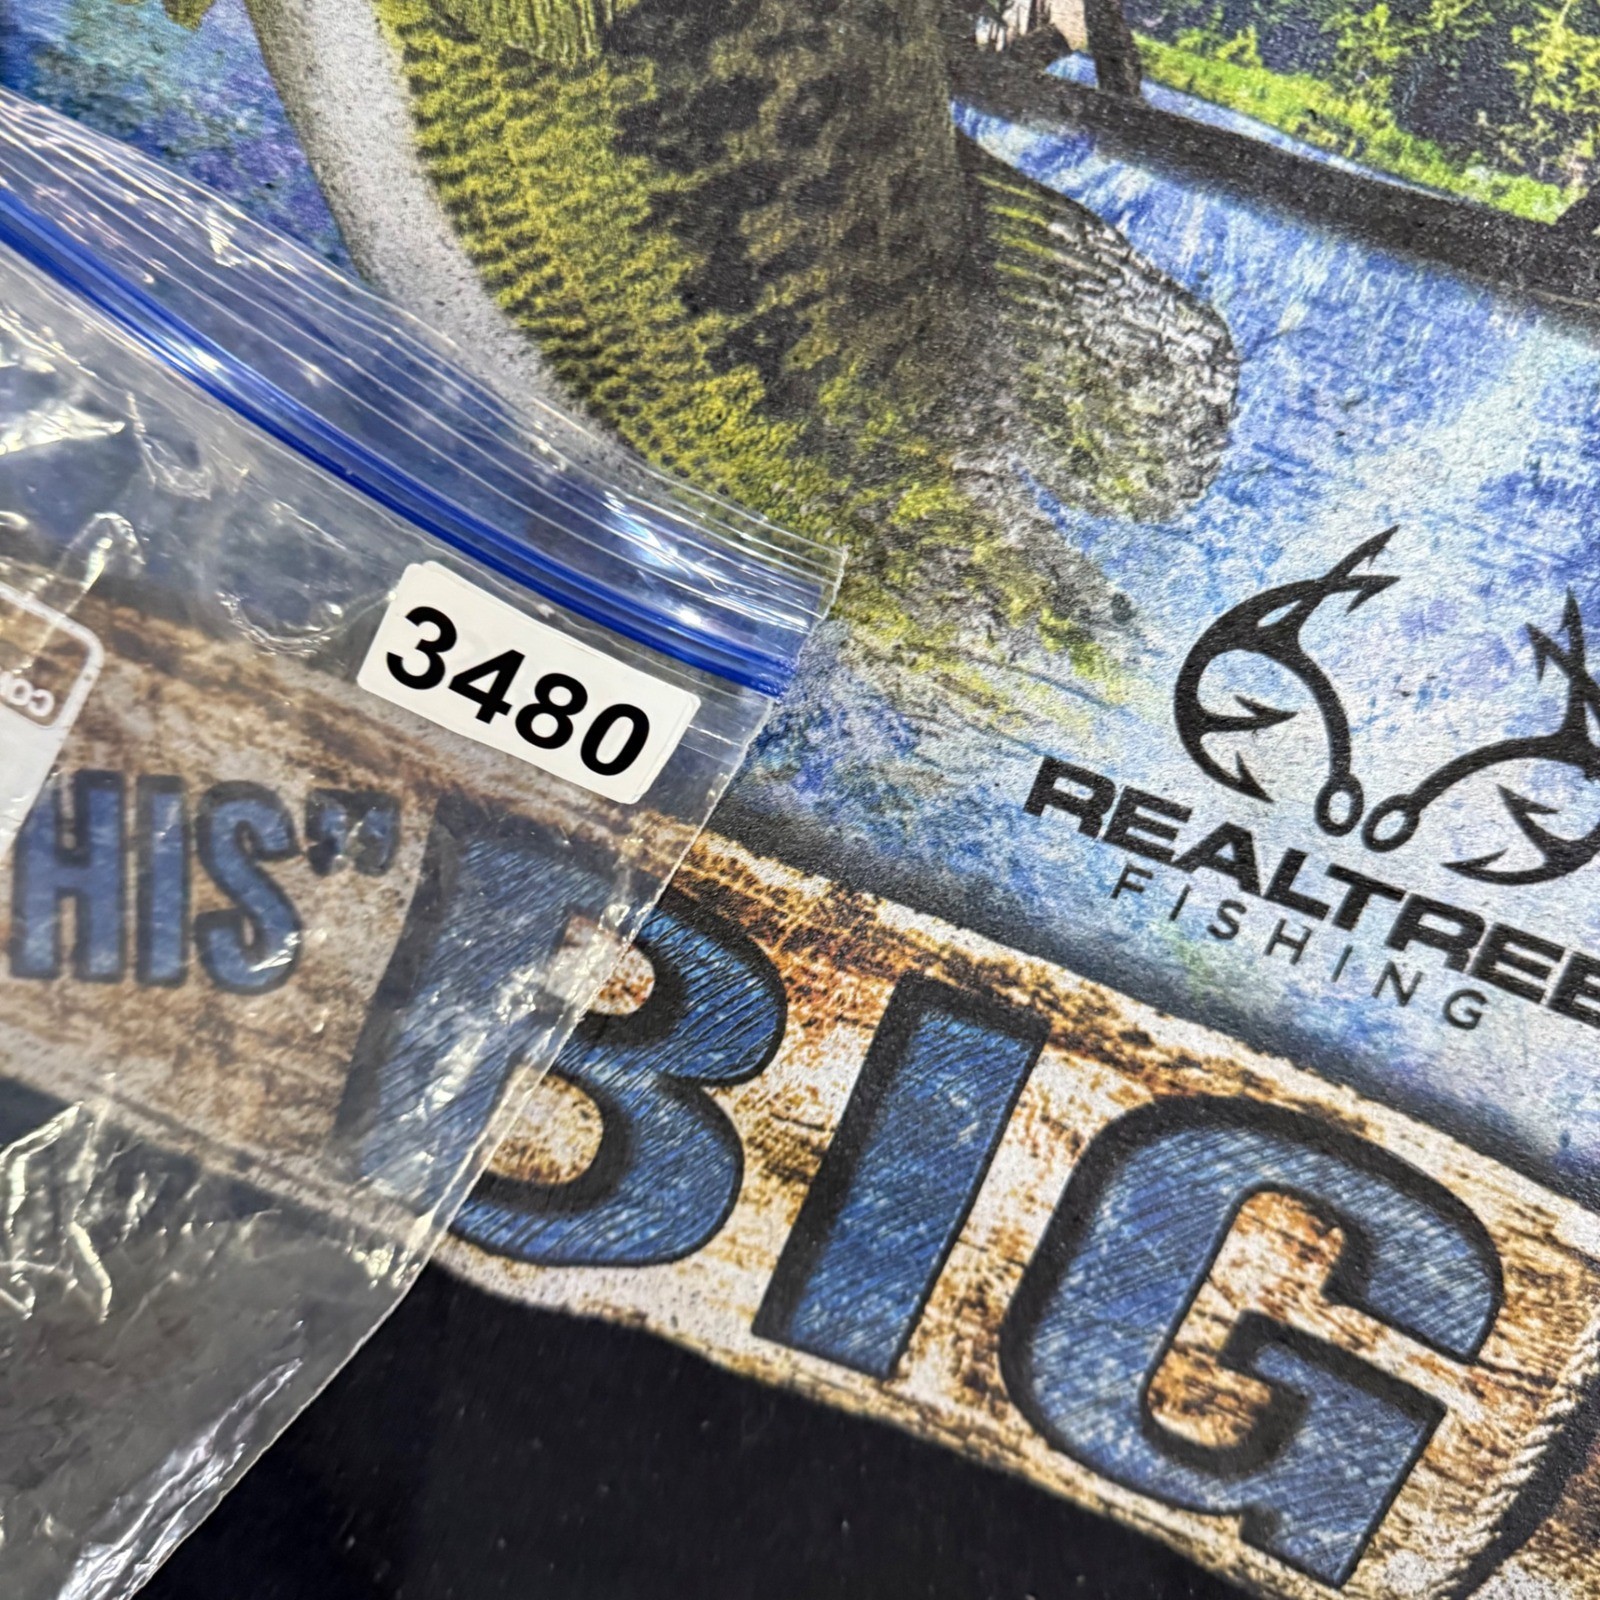 3480
REALTREE
FISHING
HIS” BIG